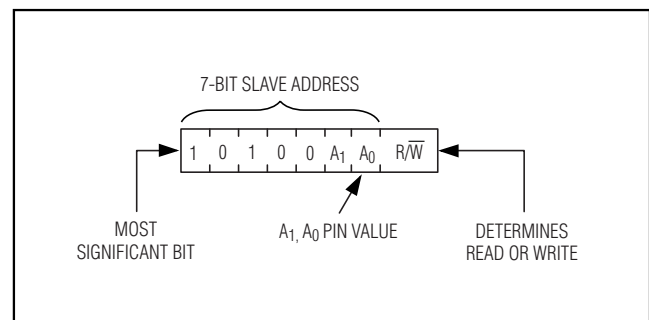 7-BIT SLAVE ADDRESS
1 0 1 0 0 A1 A0 R/W̅
MOST
SIGNIFICANT BIT
A1, A0 PIN VALUE
DETERMINES
READ OR WRITE